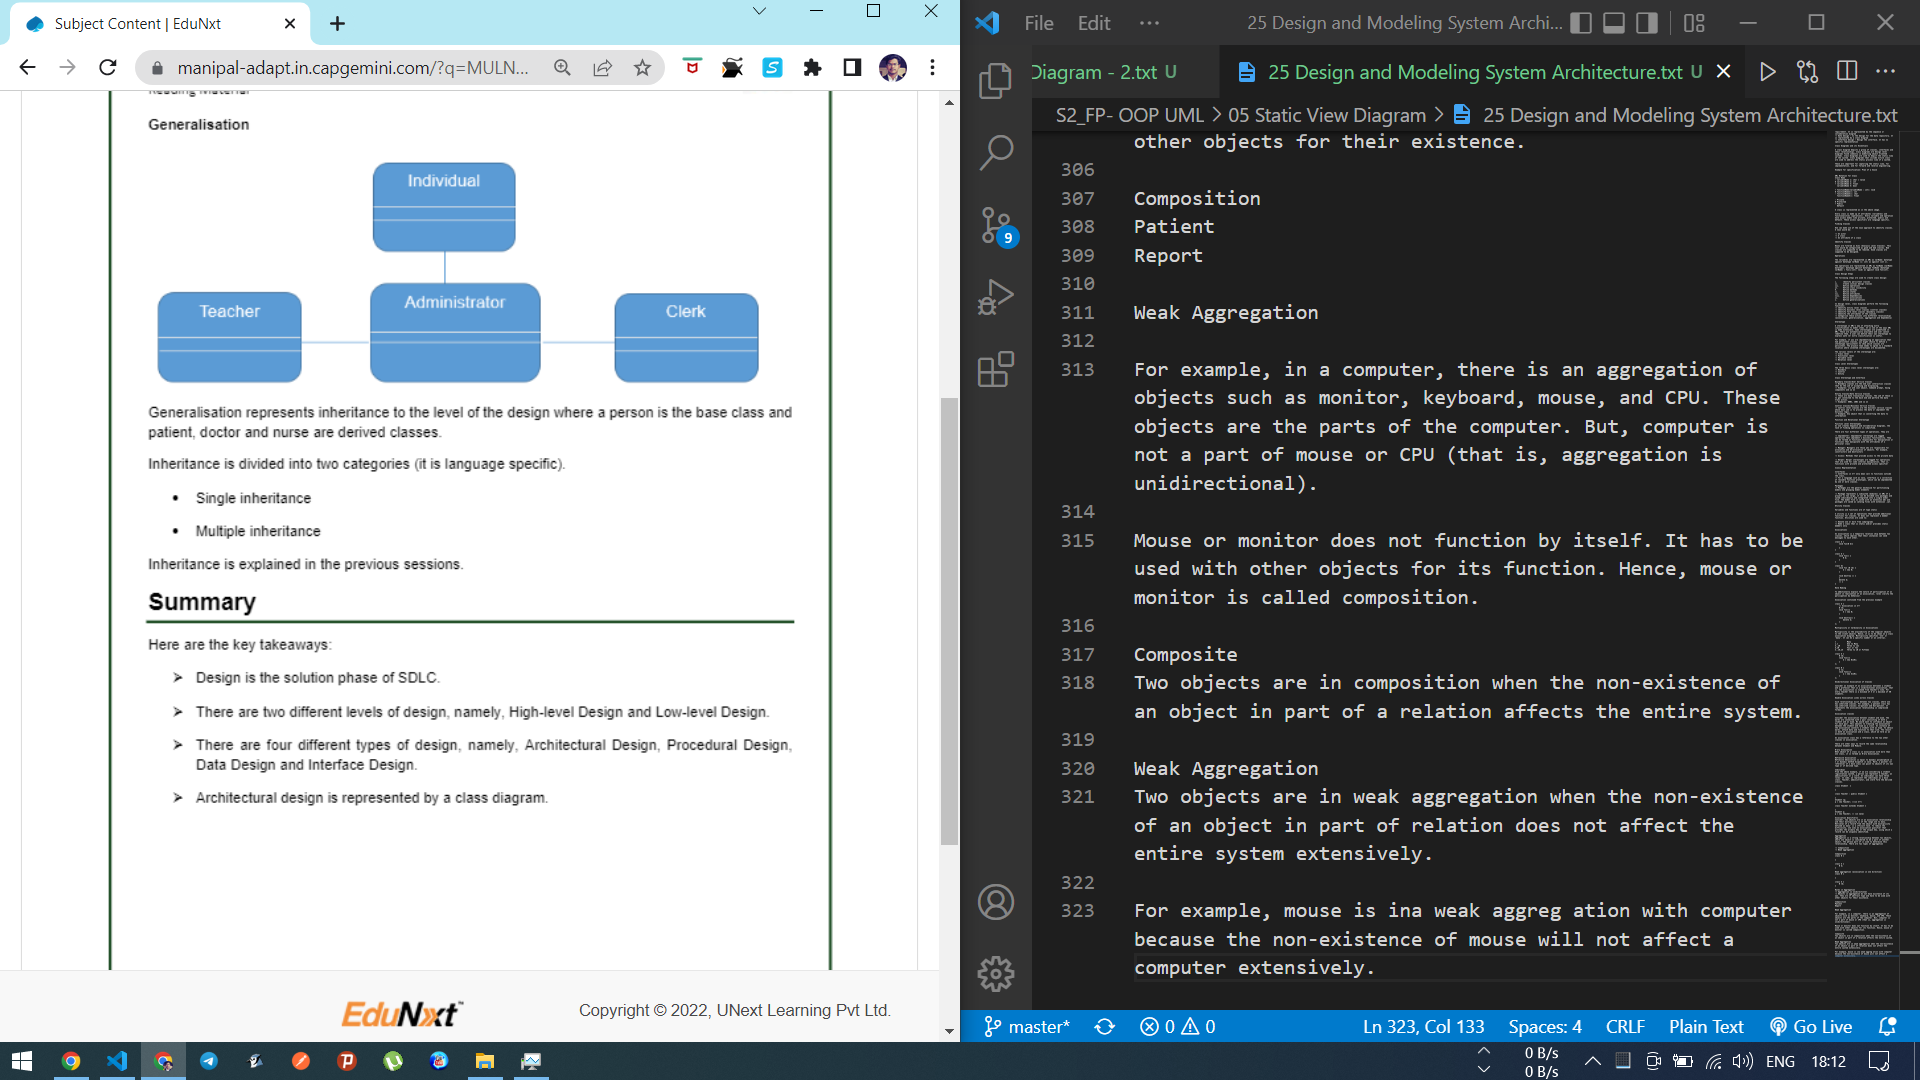 Subject Content | EduNxt
manipal-adapt.in.capgemini.com/?q=MULN...
Reading Material
Generalisation
Individual
Teacher
Administrator
Clerk
Generalisation represents inheritance to the level of the design where a person is the base class and
patient, doctor and nurse are derived classes.
Inheritance is divided into two categories (it is language specific).
• Single inheritance
• Multiple inheritance
Inheritance is explained in the previous sessions.
Summary
Here are the key takeaways:
➢ Design is the solution phase of SDLC.
➢ There are two different levels of design, namely, High-level Design and Low-level Design.
➢ There are four different types of design, namely, Architectural Design, Procedural Design,
Data Design and Interface Design.
➢ Architectural design is represented by a class diagram.
EduNxt™
Copyright © 2022, UNext Learning Pvt Ltd.
File Edit ··· 25 Design and Modeling System Archi...
Diagram - 2.txt U
25 Design and Modeling System Architecture.txt U
S2_FP- OOP UML > 05 Static View Diagram > 25 Design and Modeling System Architecture.txt
other objects for their existence.
306
307 Composition
308 Patient
309 Report
310
311 Weak Aggregation
312
313 For example, in a computer, there is an aggregation of
objects such as monitor, keyboard, mouse, and CPU. These
objects are the parts of the computer. But, computer is
not a part of mouse or CPU (that is, aggregation is
unidirectional).
314
315 Mouse or monitor does not function by itself. It has to be
used with other objects for its function. Hence, mouse or
monitor is called composition.
316
317 Composite
318 Two objects are in composition when the non-existence of
an object in part of a relation affects the entire system.
319
320 Weak Aggregation
321 Two objects are in weak aggregation when the non-existence
of an object in part of relation does not affect the
entire system extensively.
322
323 For example, mouse is ina weak aggreg ation with computer
because the non-existence of mouse will not affect a
computer extensively.
9
master* 0 0 Ln 323, Col 133 Spaces: 4 CRLF Plain Text Go Live
0 B/s
0 B/s
ENG 18:12